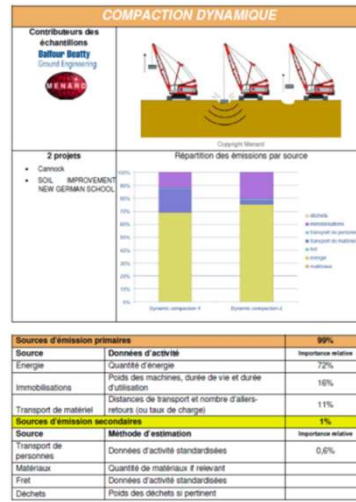 COMPACTION DYNAMIQUE
Contributeurs des
échantillons
Balfour Beatty
Ground Engineering
MENARD
Copyright Menard
2 projets
• Cannock
• SOIL IMPROVEMENT
NEW GERMAN SCHOOL
Répartition des émissions par source
100%
90%
80%
70%
60%
50%
40%
30%
20%
10%
0%
Dynamic compaction-1
Dynamic compaction-2
déchets
immobilisations
transport de personnes
transport de matériel
fret
énergie
matériaux
Sources d'émission primaires 99%
Source Données d'activité Importance relative
Energie Quantité d'énergie 72%
Immobilisations Poids des machines, durée de vie et durée d'utilisation 16%
Transport de matériel Distances de transport et nombre d'allers-retours (ou taux de charge) 11%
Sources d'émission secondaires 1%
Source Méthode d'estimation Importance relative
Transport de personnes Données d'activité standardisées 0,6%
Matériaux Quantité de matériaux if relevant
Fret Données d'activité standardisées
Déchets Poids des déchets si pertinent